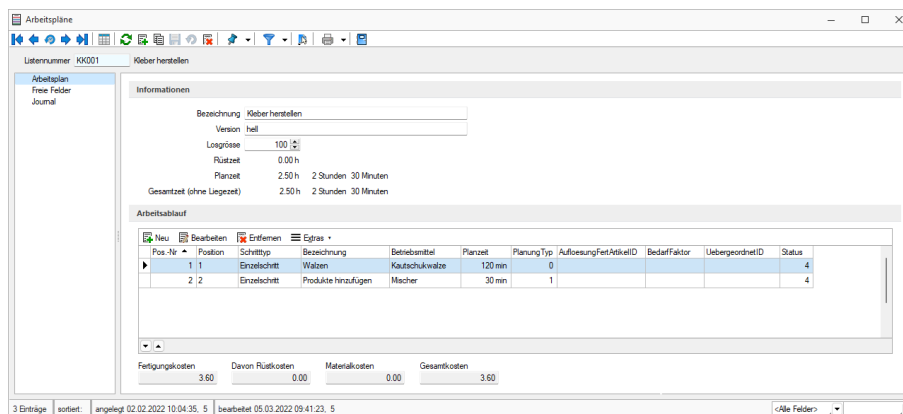 Arbeitspläne
Listennummer KK001 Kleber herstellen
Arbeitsplan
Freie Felder
Journal
Informationen
Bezeichnung Kleber herstellen
Version hell
Losgrösse 100
Rüstzeit 0.00 h
Planzeit 2.50 h 2 Stunden 30 Minuten
Gesamtzeit (ohne Liegezeit) 2.50 h 2 Stunden 30 Minuten
Arbeitsablauf
Neu Bearbeiten Entfernen Extras
Pos.-Nr Position Schritttyp Bezeichnung Betriebsmittel Planzeit PlanungTyp AufloesungFertArtikelID BedarfFaktor UebergeordnetID Status
1 1 Einzelschritt Walzen Kautschukwalze 120 min 0 4
2 2 Einzelschritt Produkte hinzufügen Mischer 30 min 1 4
Fertigungskosten Davon Rüstkosten Materialkosten Gesamtkosten
3.60 0.00 0.00 3.60
3 Einträge sortiert: angelegt 02.02.2022 10:04:35, 5 bearbeitet 05.03.2022 09:41:23, 5 <Alle Felder>